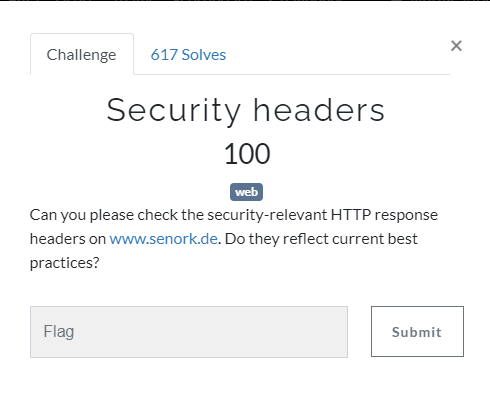 Challenge
617 Solves
×
Security headers
100
web
Can you please check the security-relevant HTTP response
headers on www.senork.de. Do they reflect current best
practices?
Flag
Submit